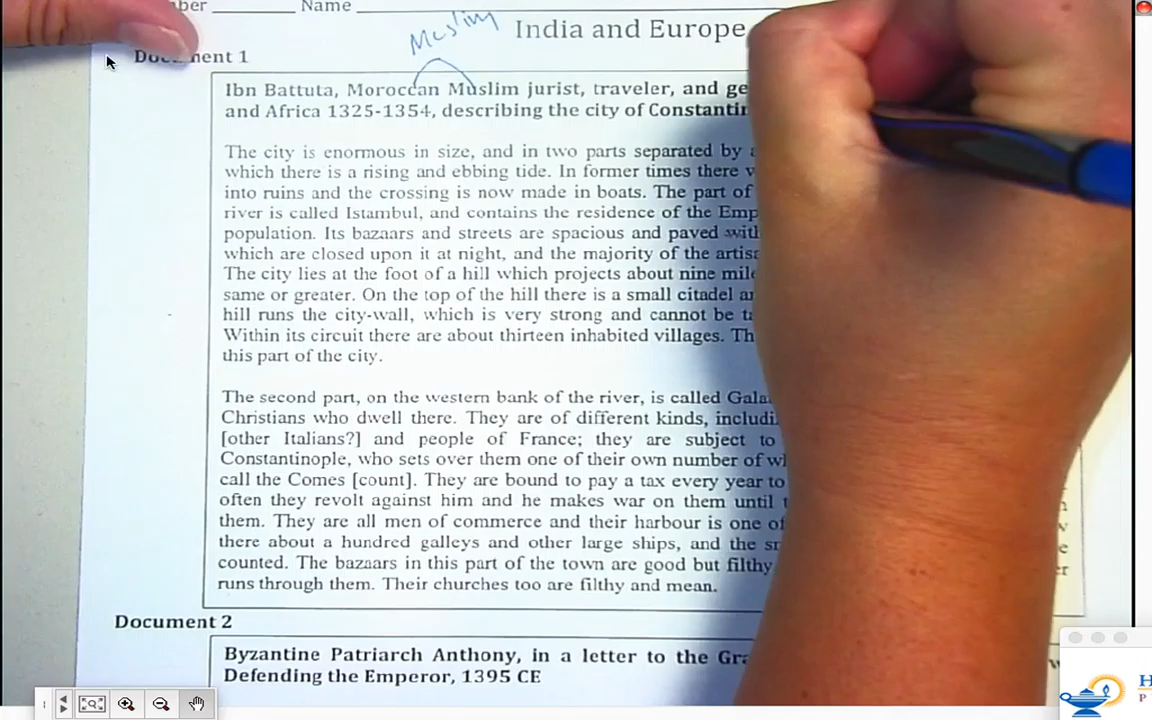 ber ______ Name
Muslim
India and Europe
Document 1
Ibn Battuta, Moroccan Muslim jurist, traveler, and ge
and Africa 1325-1354, describing the city of Constantin
The city is enormous in size, and in two parts separated by a
which there is a rising and ebbing tide. In former times there
into ruins and the crossing is now made in boats. The part of
river is called Istambul, and contains the residence of the Emp
population. Its bazaars and streets are spacious and paved with
which are closed upon it at night, and the majority of the artisa
The city lies at the foot of a hill which projects about nine mile
same or greater. On the top of the hill there is a small citadel a
hill runs the city-wall, which is very strong and cannot be ta
Within its circuit there are about thirteen inhabited villages. Th
this part of the city.
The second part, on the western bank of the river, is called Gala
Christians who dwell there. They are of different kinds, includi
[other Italians?] and people of France; they are subject to
Constantinople, who sets over them one of their own number of w
call the Comes [count]. They are bound to pay a tax every year to
often they revolt against him and he makes war on them until
them. They are all men of commerce and their harbour is one of
there about a hundred galleys and other large ships, and the sm
counted. The bazaars in this part of the town are good but filthy
runs through them. Their churches too are filthy and mean.
Document 2
Byzantine Patriarch Anthony, in a letter to the Gra
Defending the Emperor, 1395 CE
H
P